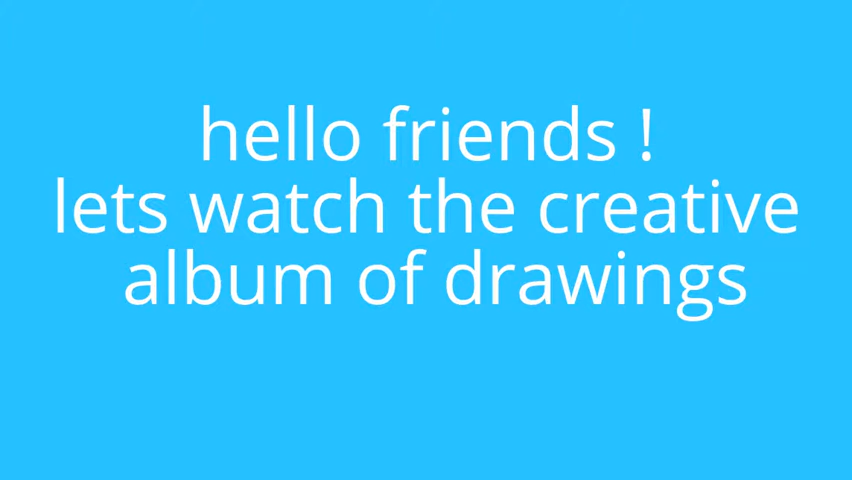 hello friends !
lets watch the creative
album of drawings